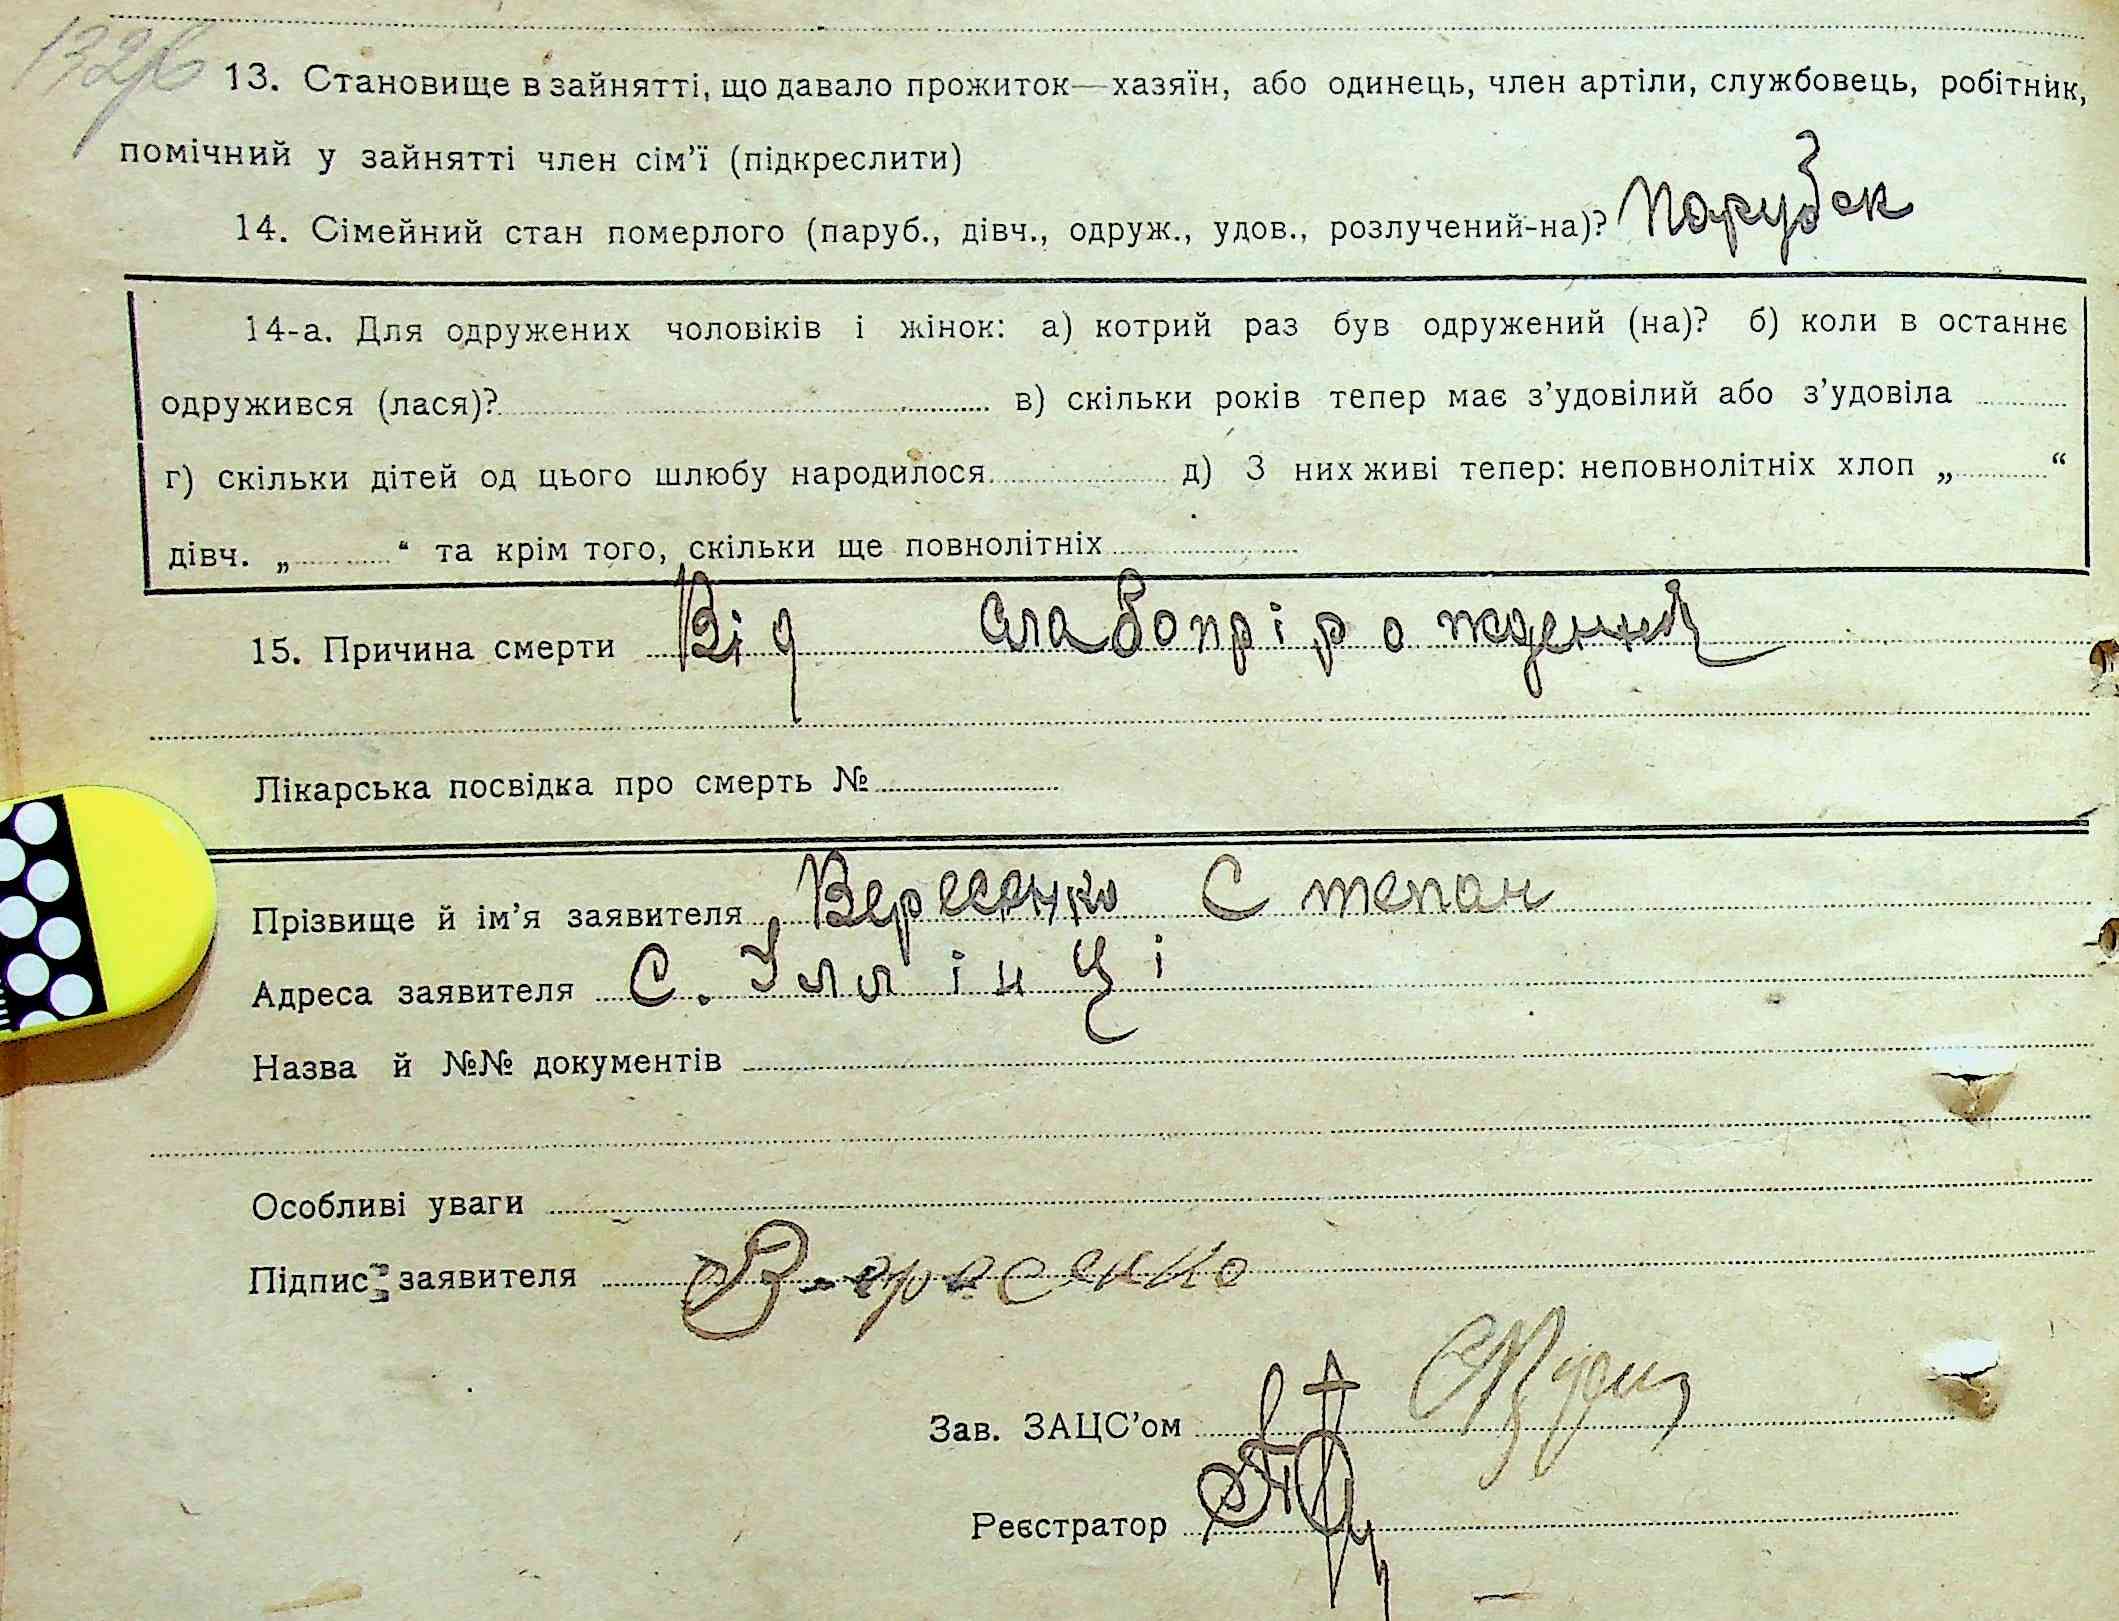 132б
13. Становище в зайнятті, що давало прожиток—хазяїн, або одинець, член артіли, службовець, робітник,
помічний у зайнятті член сім’ї (підкреслити)
14. Сімейний стан померлого (паруб., дівч., одруж., удов., розлучений-на)? Парубок
14-а. Для одружених чоловіків і жінок: а) котрий раз був одружений (на)? б) коли в останнє
одружився (лася)? в) скільки років тепер має з’удовілий або з’удовіла
г) скільки дітей од цього шлюбу народилося д) З них живі тепер: неповнолітніх хлоп „ “
дівч. „ “ та крім того, скільки ще повнолітніх
15. Причина смерти Від слабопрірождения
Лікарська посвідка про смерть №
Прізвище й ім’я заявителя Вересенко Степан
Адреса заявителя С. Іллінці
Назва й №№ документів
Особливі уваги
Підпис заявителя
Зав. ЗАЦС’ом
Реєстратор